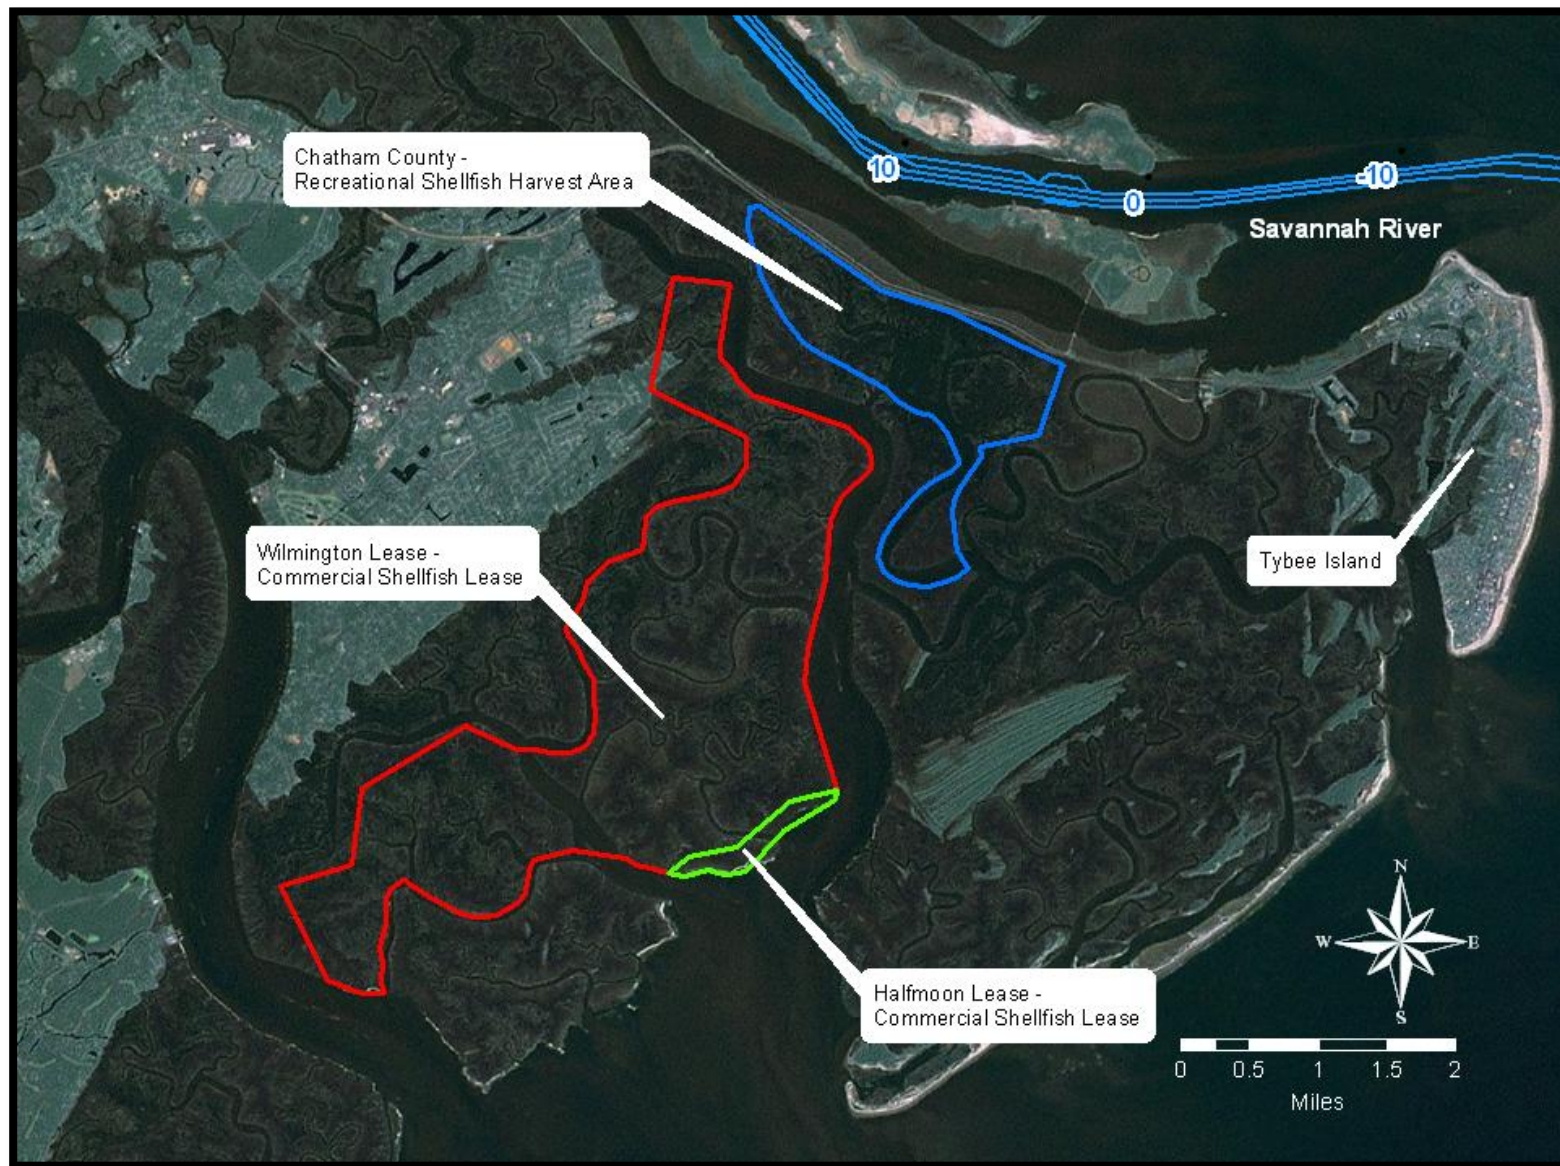 Chatham County -
Recreational Shellfish Harvest Area
10
0
-10
Savannah River
Wilmington Lease -
Commercial Shellfish Lease
Tybee Island
Halfmoon Lease -
Commercial Shellfish Lease
N
W
E
S
0 0.5 1 1.5 2
Miles